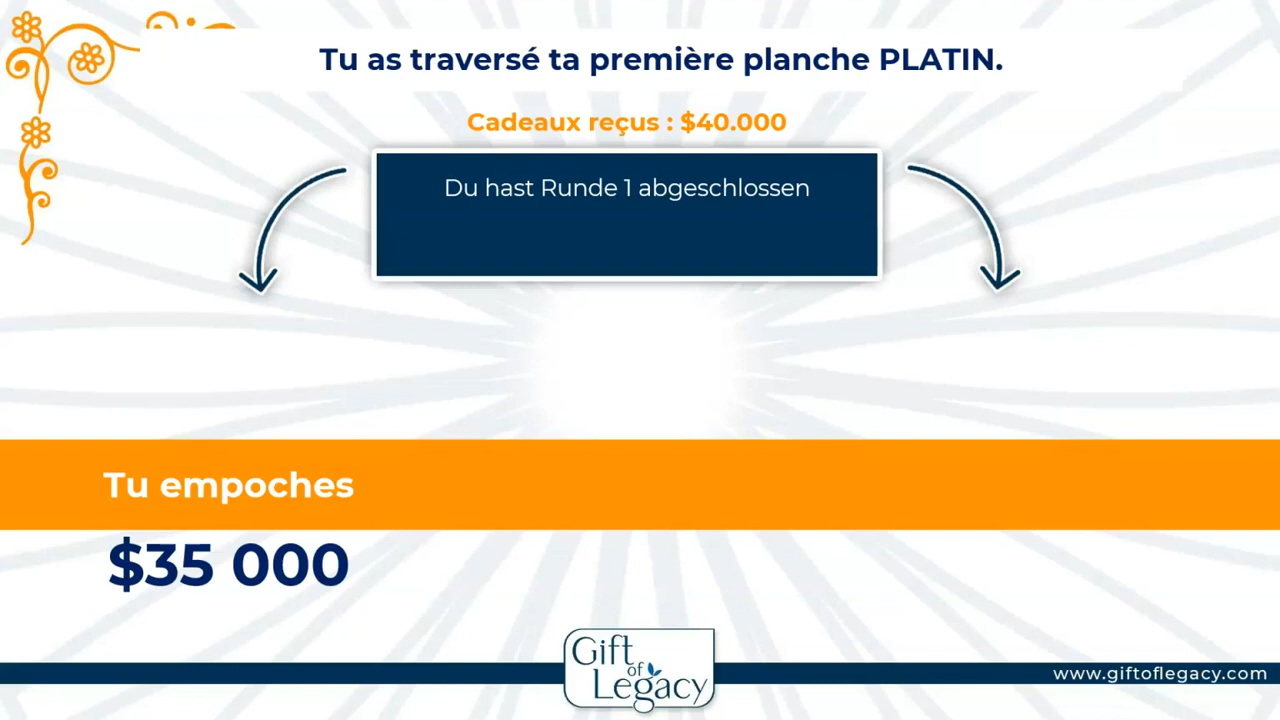 Tu as traversé ta première planche PLATIN.
Cadeaux reçus : $40.000
Du hast Runde 1 abgeschlossen
Tu empoches
$35 000
Gift
of
Legacy
www.giftoflegacy.com